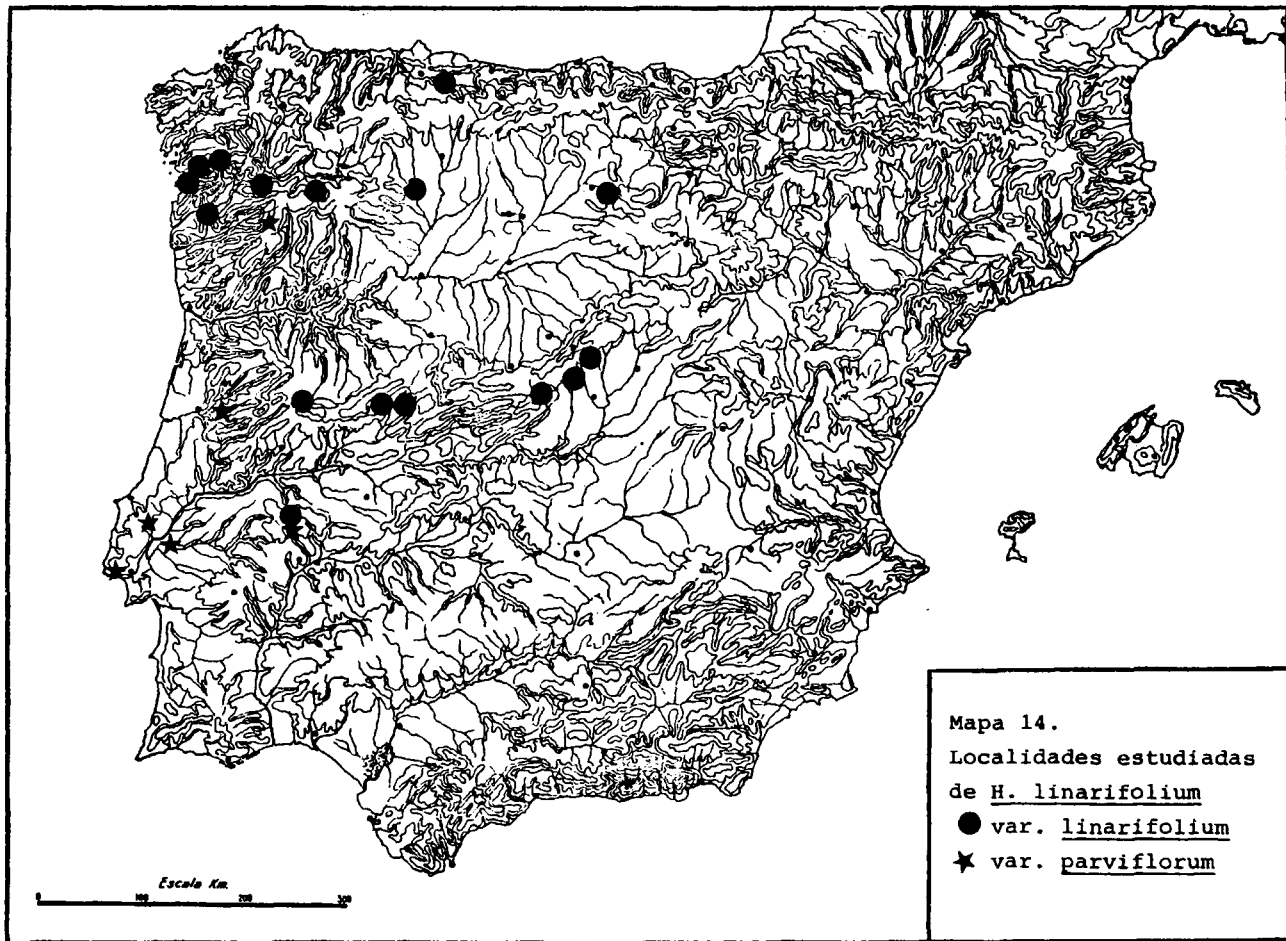 Mapa 14.
Localidades estudiadas
de H. linarifolium
● var. linarifolium
★ var. parviflorum
Escala Km.
0 100 200 300